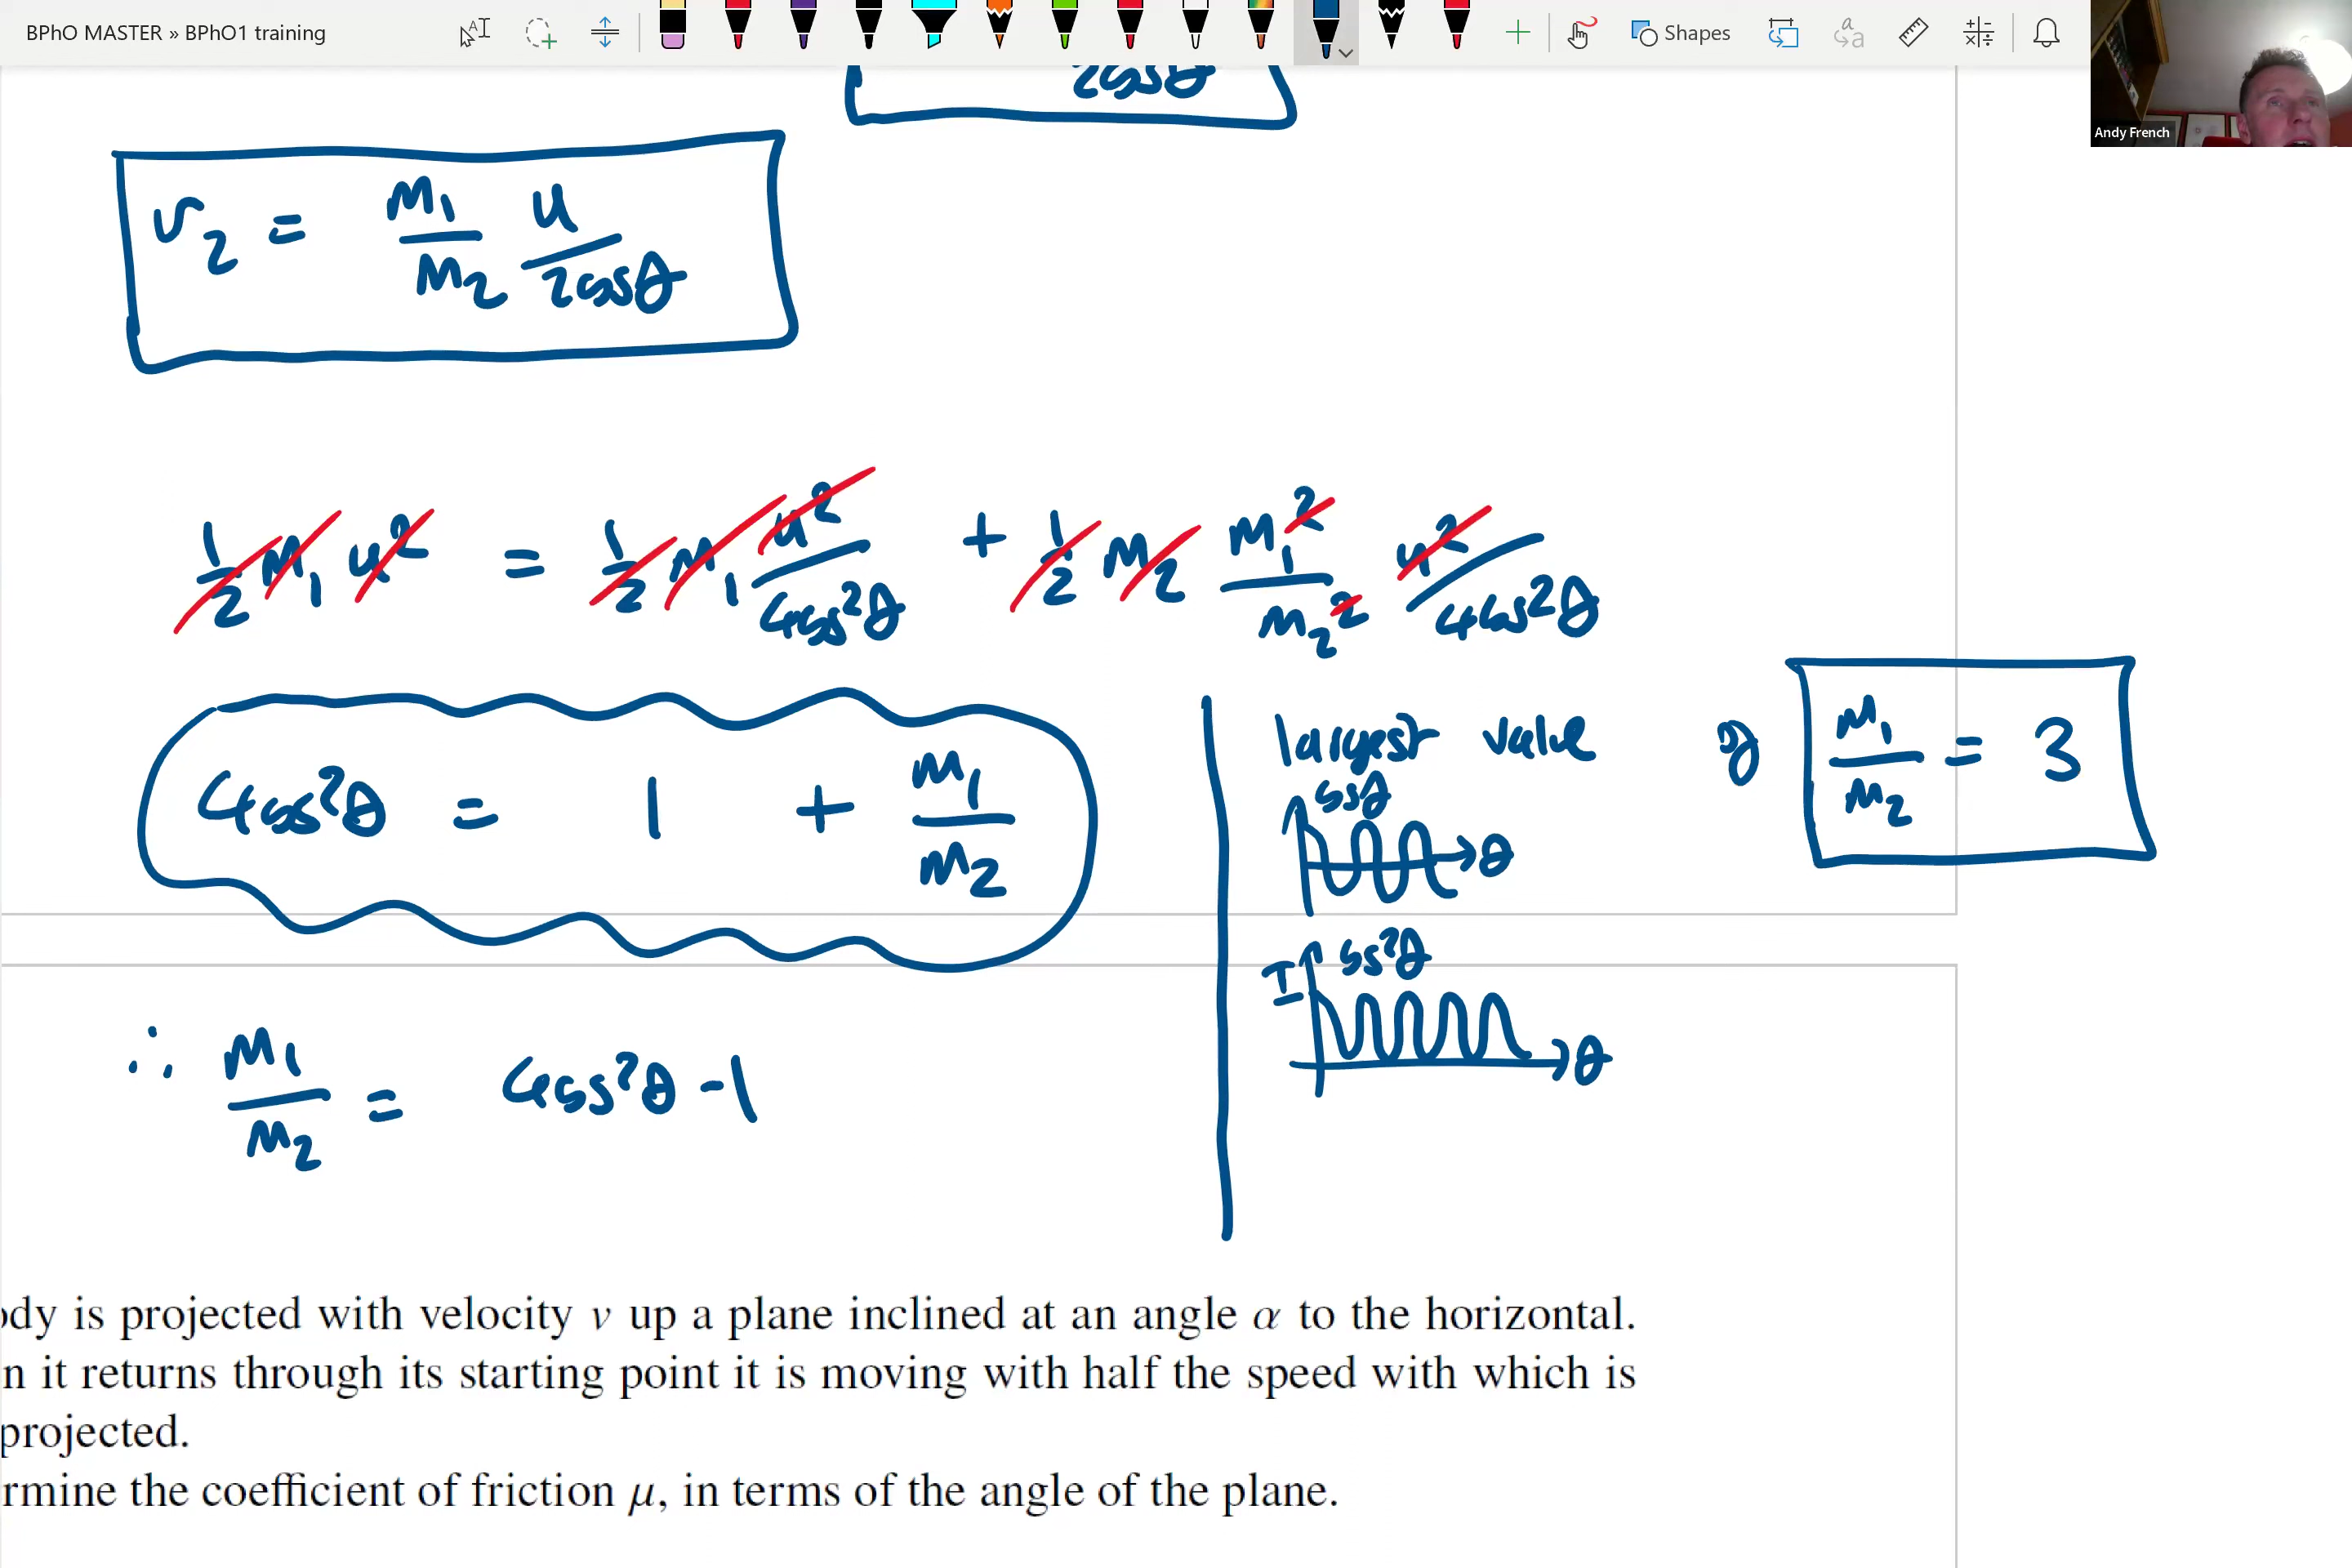 BPhO MASTER » BPhO1 training
Shapes
Andy French
2cosθ
v₂ = M₁/M₂ u/2cosθ
½ M₁ u² = ½ M₁ u²/4cos²θ + ½ M₂ M₁²/M₂² u²/4cos²θ
4cos²θ = 1 + M₁/M₂
largest value is M₁/M₂ = 3
cosθ
θ
1 cos²θ
θ
∴ M₁/M₂ = 4cos²θ - 1
ody is projected with velocity v up a plane inclined at an angle α to the horizontal.
n it returns through its starting point it is moving with half the speed with which is
projected.
rmine the coefficient of friction μ, in terms of the angle of the plane.